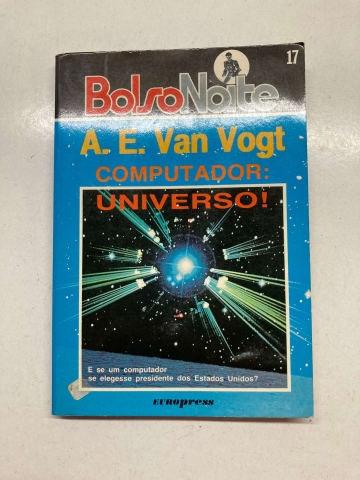 17
BolsoNoite
A. E. Van Vogt
COMPUTADOR:
UNIVERSO!
E se um computador
se elegesse presidente dos Estados Unidos?
EUROpress